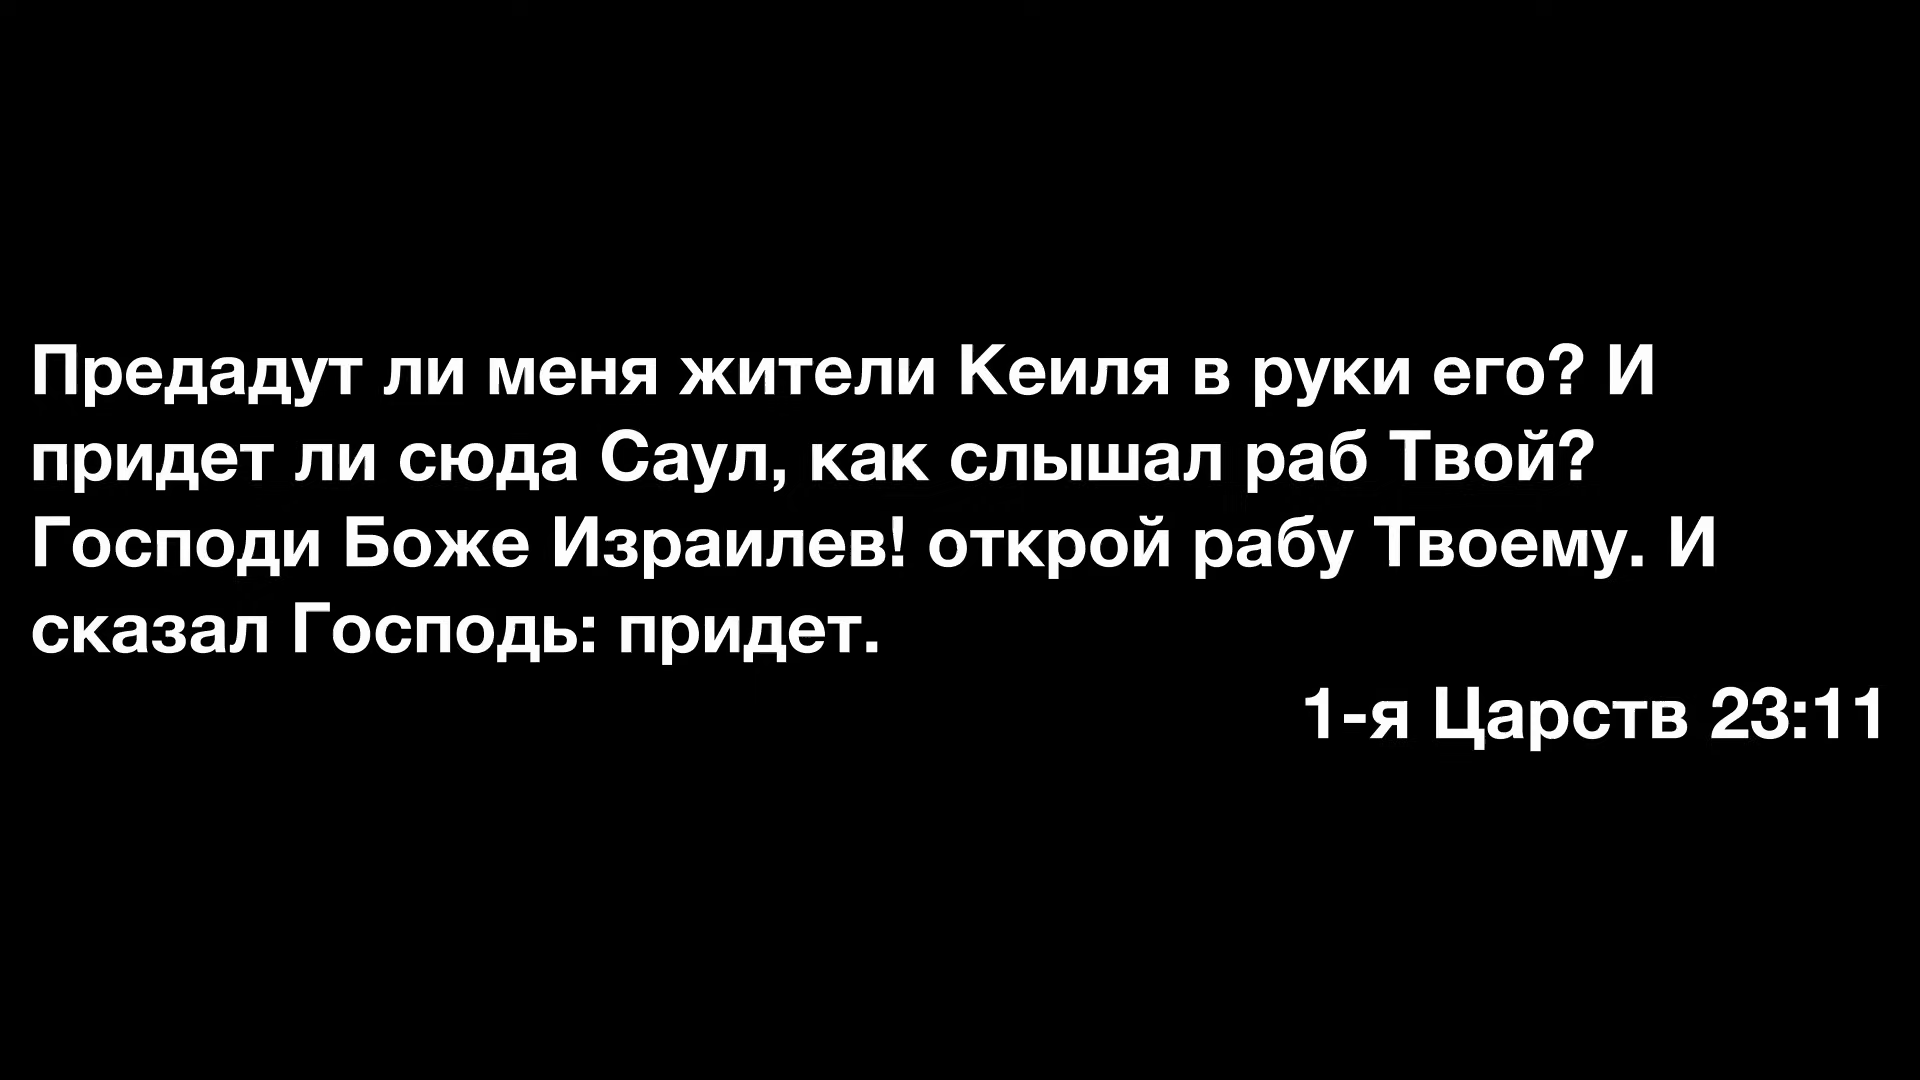 Предадут ли меня жители Кеиля в руки его? И
придет ли сюда Саул, как слышал раб Твой?
Господи Боже Израилев! открой рабу Твоему. И
сказал Господь: придет.
1-я Царств 23:11